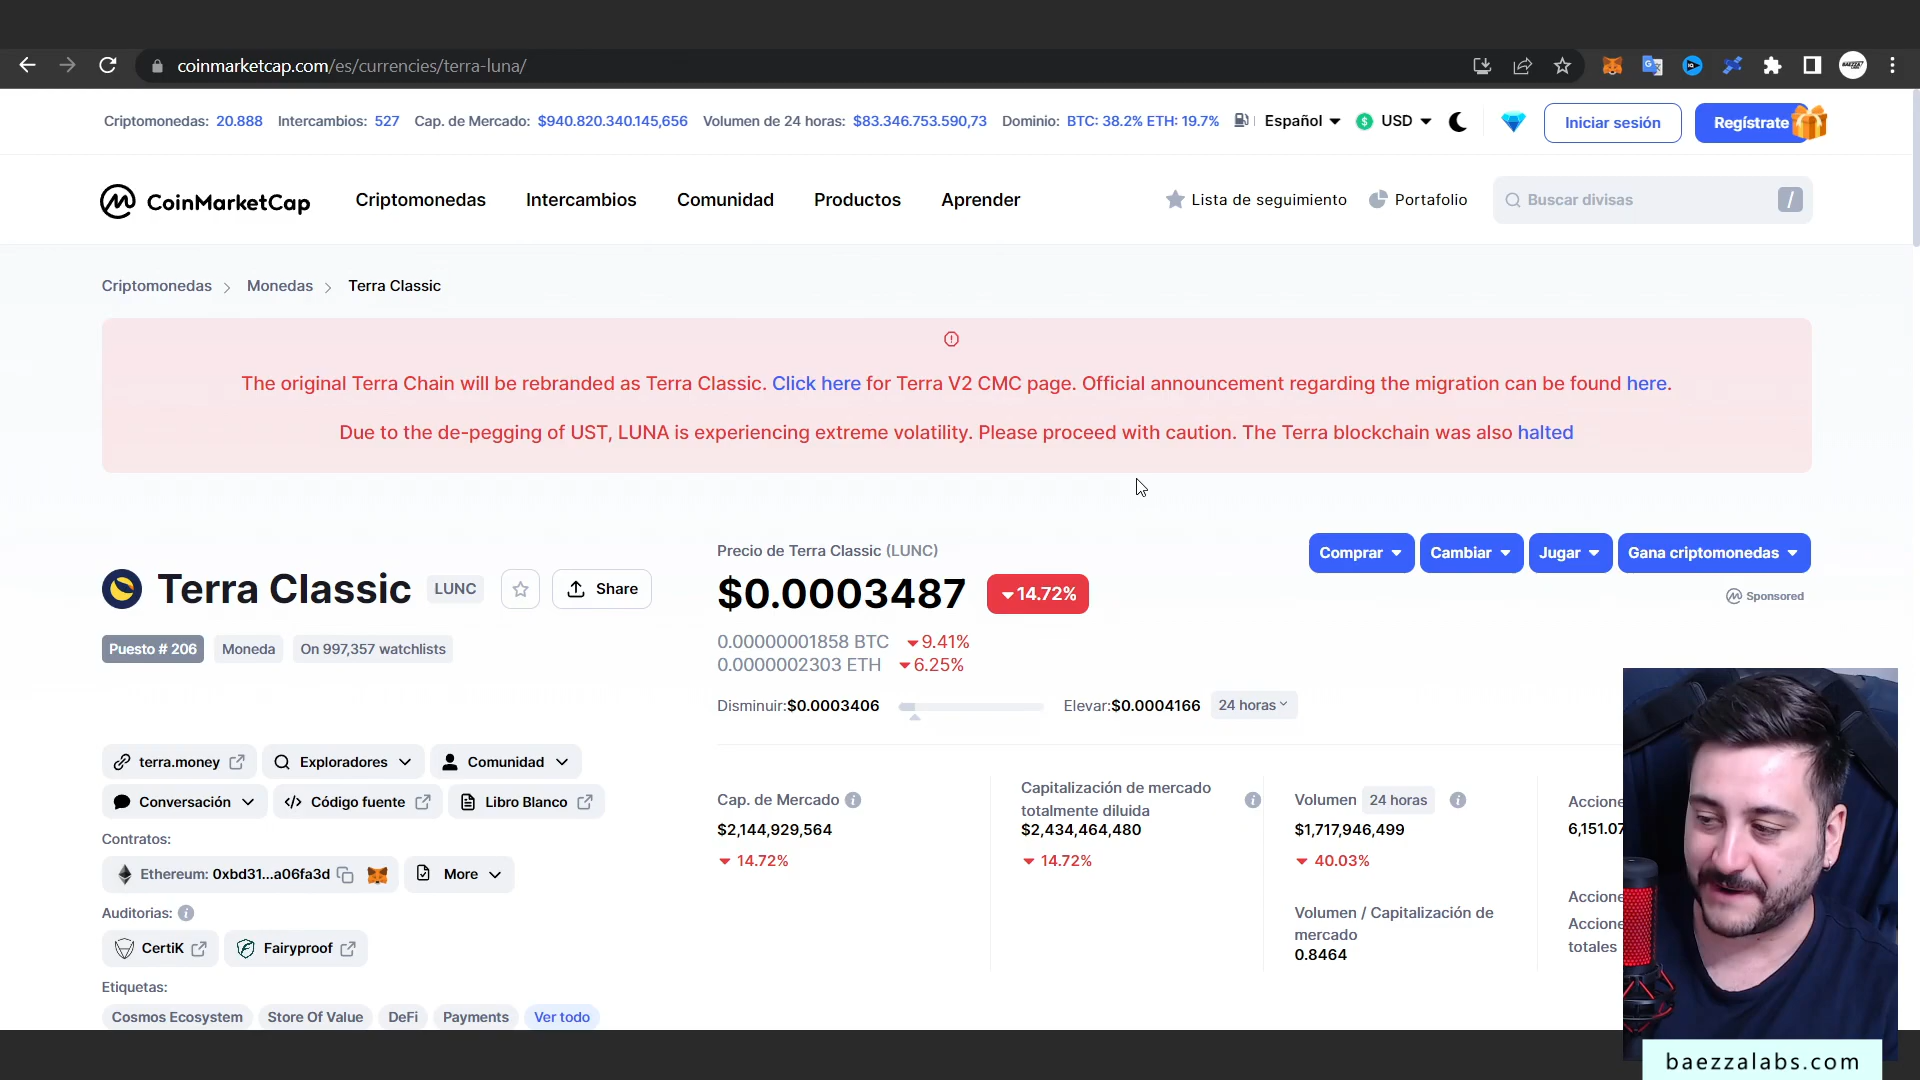 coinmarketcap.com/es/currencies/terra-luna/
Criptomonedas: 20.888 Intercambios: 527 Cap. de Mercado: $940.820.340.145,656 Volumen de 24 horas: $83.346.753.590,73 Dominio: BTC: 38.2% ETH: 19.7% Español USD Iniciar sesión Regístrate
CoinMarketCap Criptomonedas Intercambios Comunidad Productos Aprender Lista de seguimiento Portafolio Buscar divisas /
Criptomonedas > Monedas > Terra Classic
The original Terra Chain will be rebranded as Terra Classic. Click here for Terra V2 CMC page. Official announcement regarding the migration can be found here.
Due to the de-pegging of UST, LUNA is experiencing extreme volatility. Please proceed with caution. The Terra blockchain was also halted
Terra Classic LUNC Share
Puesto # 206 Moneda On 997,357 watchlists
terra.money Exploradores Comunidad
Conversación Código fuente Libro Blanco
Contratos:
Ethereum: 0xbd31...a06fa3d More
Auditorias:
CertiK Fairyproof
Etiquetas:
Cosmos Ecosystem Store Of Value DeFi Payments Ver todo
Precio de Terra Classic (LUNC)
$0.0003487 14.72%
0.00000001858 BTC 9.41%
0.0000002303 ETH 6.25%
Disminuir:$0.0003406 Elevar:$0.0004166 24 horas
Comprar Cambiar Jugar Gana criptomonedas
Sponsored
Cap. de Mercado
$2,144,929,564
14.72%
Capitalización de mercado
totalmente diluida
$2,434,464,480
14.72%
Volumen 24 horas
$1,717,946,499
40.03%
Volumen / Capitalización de
mercado
0.8464
Accione
6,151.07
Accione
Accione
totales
baezzalabs.com